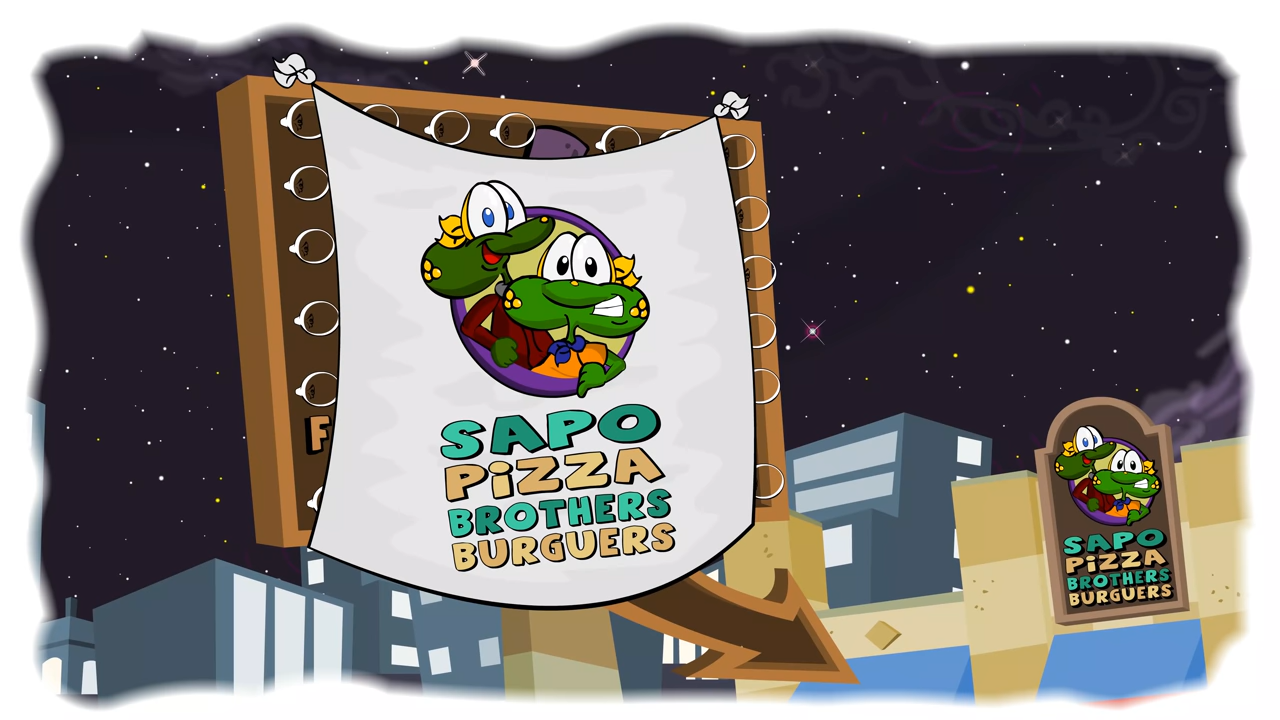 F
SAPO
PiZZA
BROTHERS
BURGUERS
SAPO
PiZZA
BROTHERS
BURGUERS